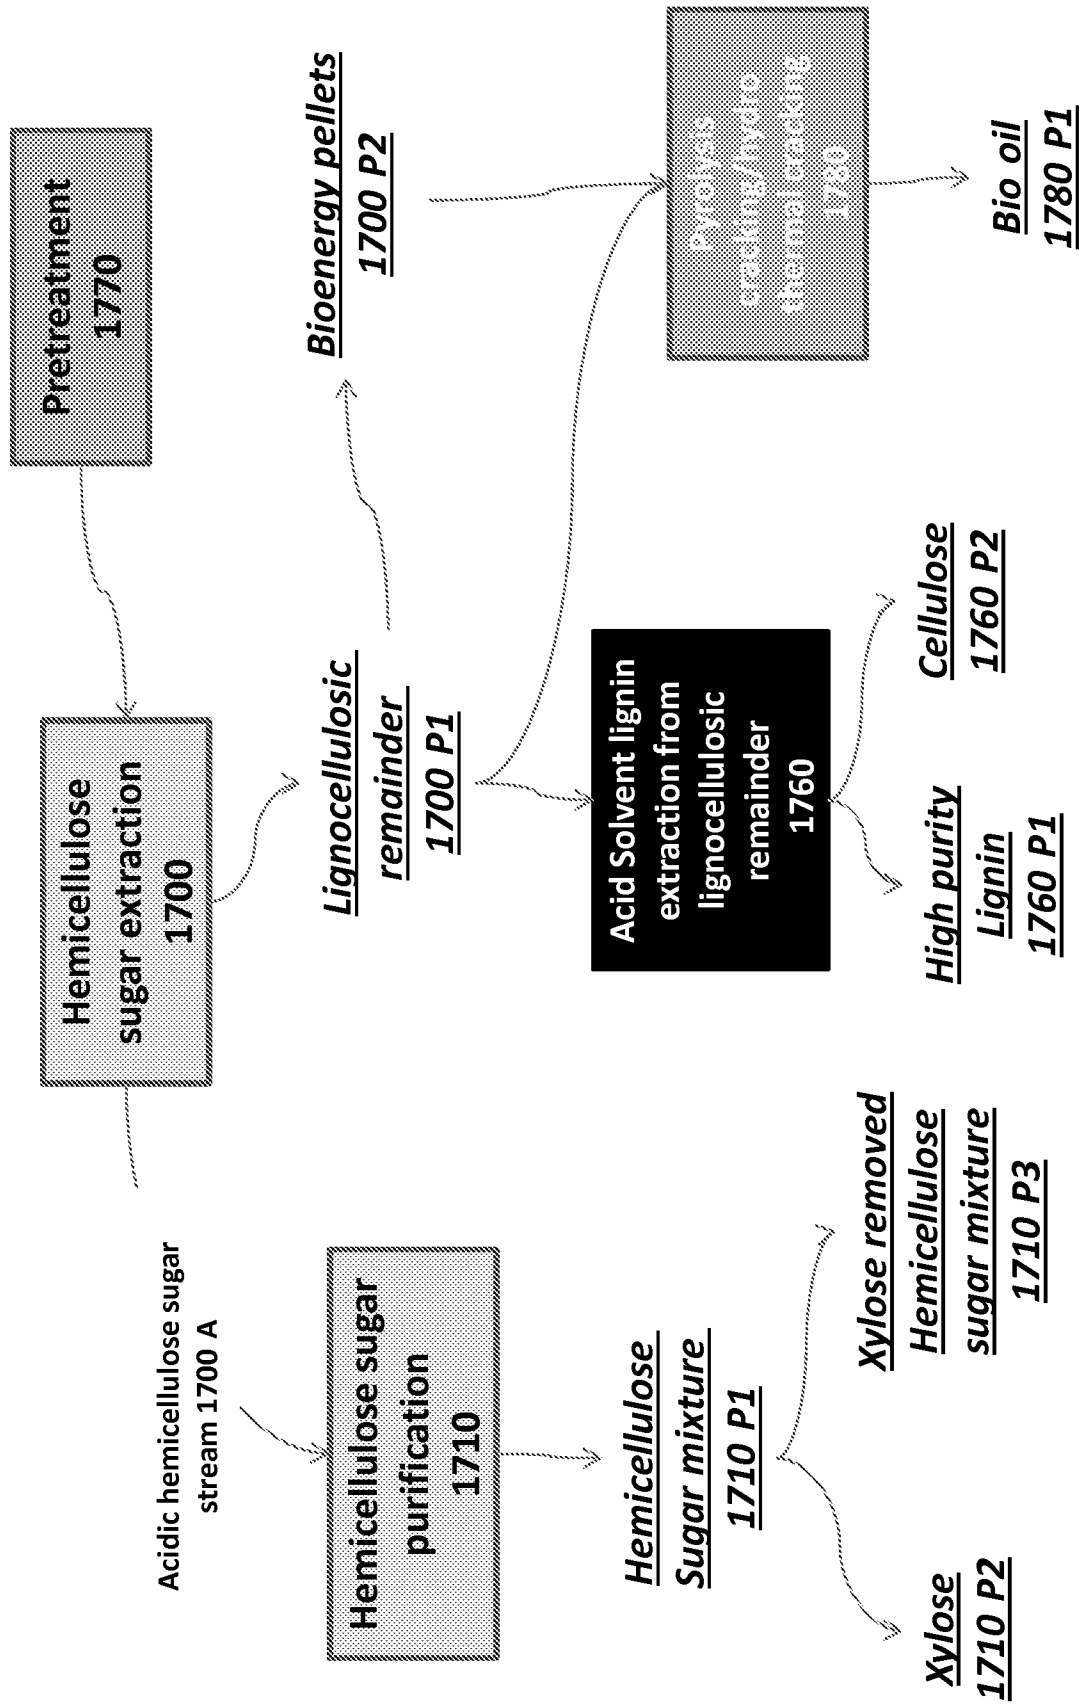 Pretreatment
1770
Hemicellulose
sugar extraction
1700
Acidic hemicellulose sugar
stream 1700 A
Hemicellulose sugar
purification
1710
Lignocellulosic
remainder
1700 P1
Bioenergy pellets
1700 P2
Hemicellulose
Sugar mixture
1710 P1
Acid Solvent lignin
extraction from
lignocellulosic
remainder
1760
Pyrolysis
cracking/hydro
thermal cracking
1780
Xylose
1710 P2
Xylose removed
Hemicellulose
sugar mixture
1710 P3
High purity
Lignin
1760 P1
Cellulose
1760 P2
Bio oil
1780 P1